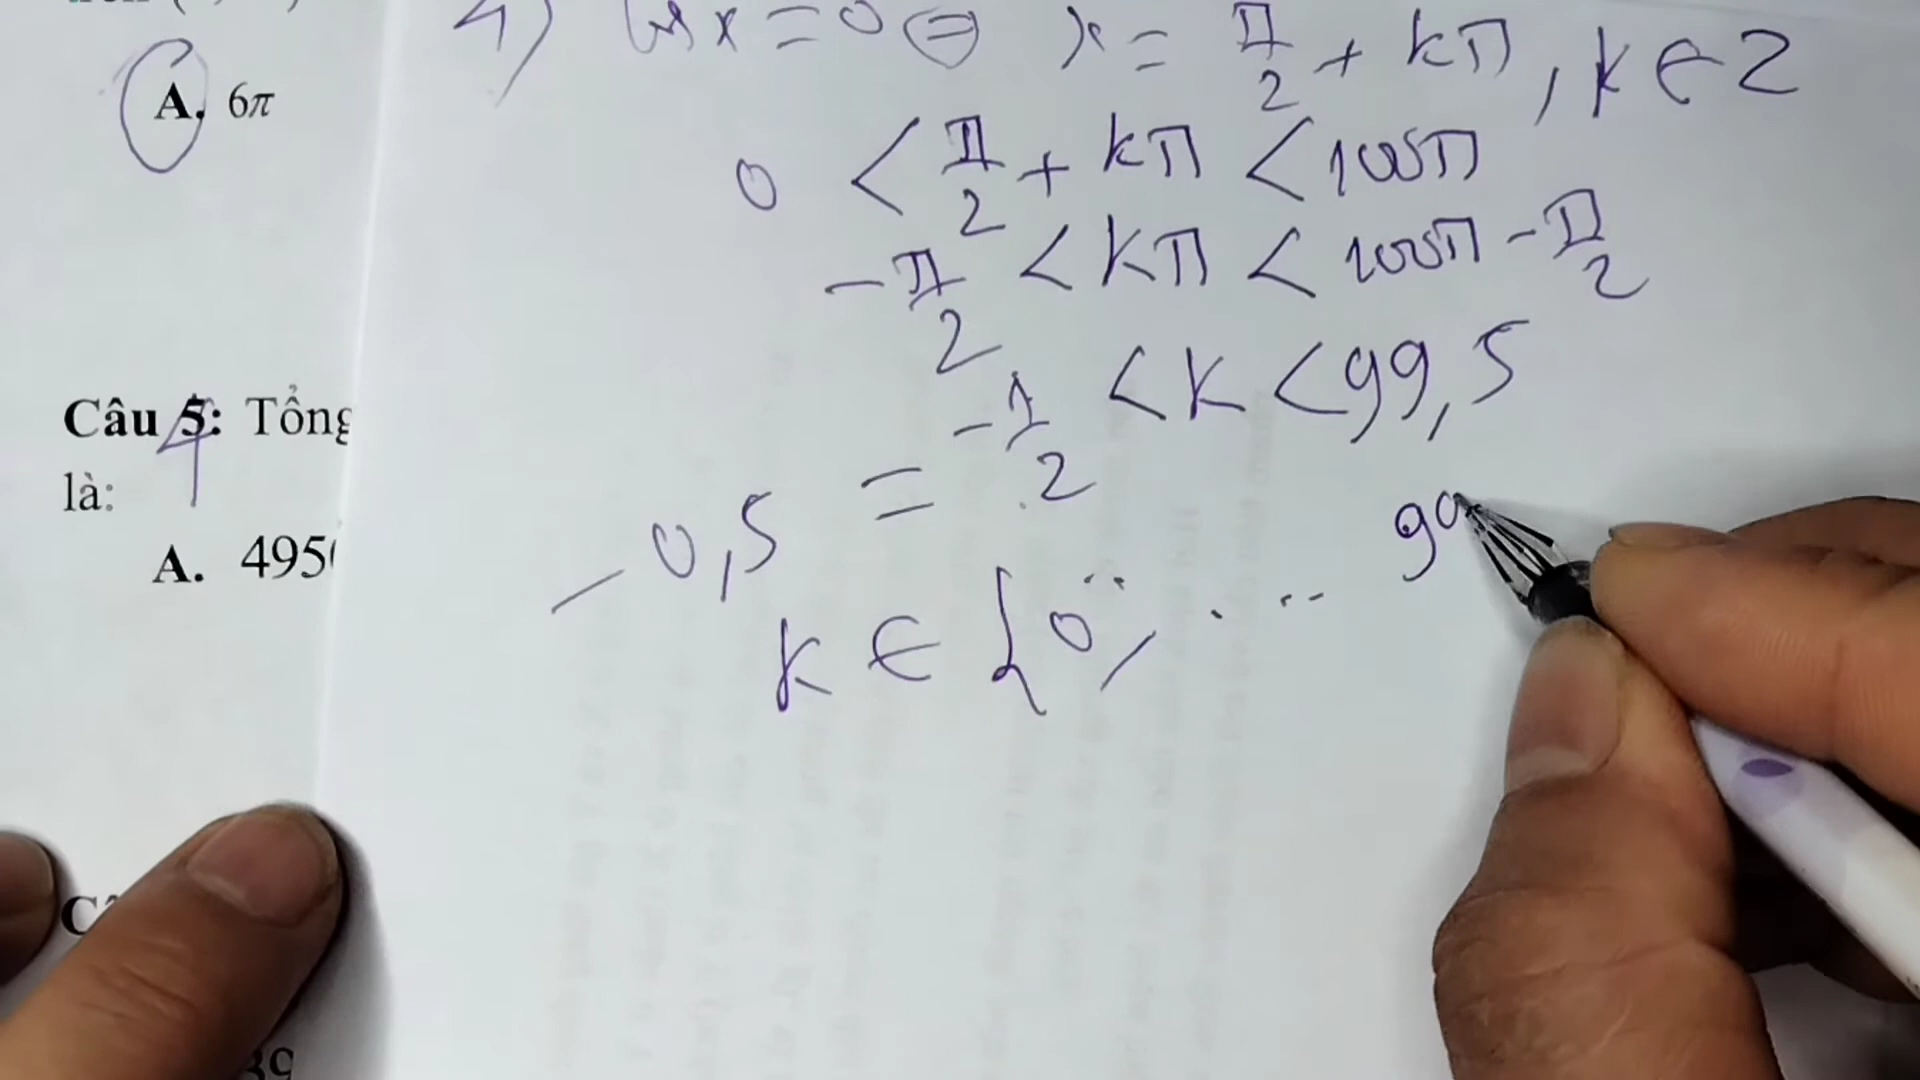 A. 6π
Câu 5: Tổng
4
là:
A. 495
4) cos x = 0 ⇔ x = π/2 + kπ, k ∈ Z
0 < π/2 + kπ < 100π
-π/2 < kπ < 100π - π/2
-1/2 < k < 99,5
- 0,5 =
k ∈ {0, ... 99